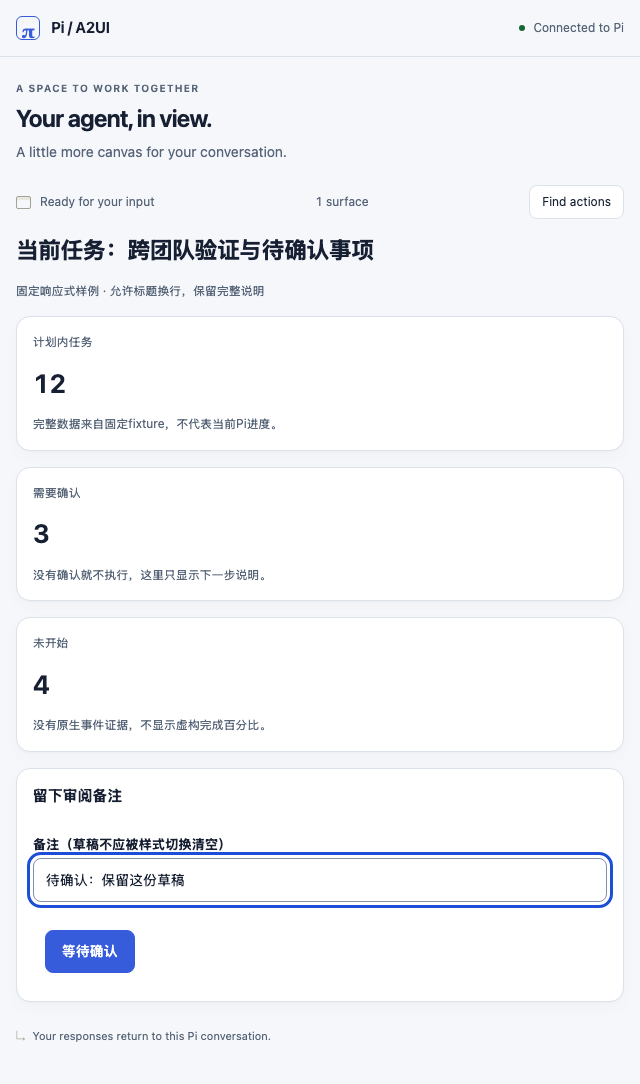 π Pi / A2UI
Connected to Pi
A SPACE TO WORK TOGETHER
Your agent, in view.
A little more canvas for your conversation.
Ready for your input
1 surface
Find actions
当前任务：跨团队验证与待确认事项
固定响应式样例 · 允许标题换行，保留完整说明
计划内任务
12
完整数据来自固定fixture，不代表当前Pi进度。
需要确认
3
没有确认就不执行，这里只显示下一步说明。
未开始
4
没有原生事件证据，不显示虚构完成百分比。
留下审阅备注
备注（草稿不应被样式切换清空）
待确认：保留这份草稿
等待确认
Your responses return to this Pi conversation.